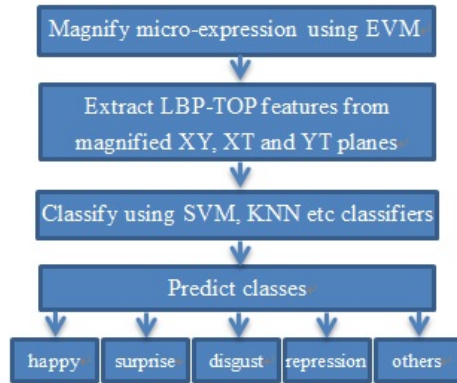 Magnify micro-expression using EVM
Extract LBP-TOP features from
magnified XY, XT and YT planes
Classify using SVM, KNN etc classifiers
Predict classes
happy
surprise
disgust
repression
others